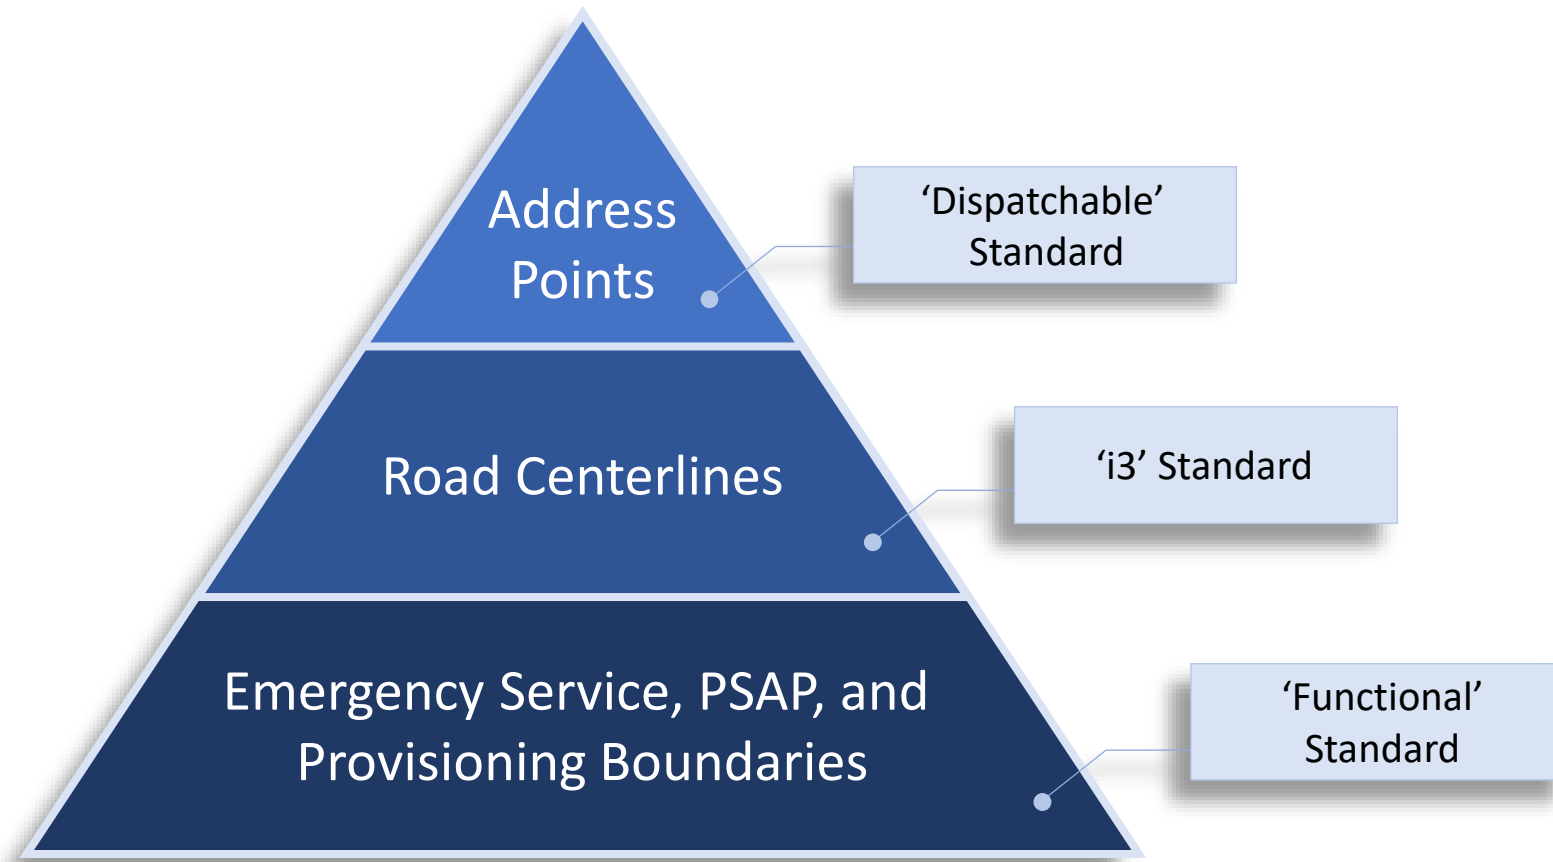 Address
Points
‘Dispatchable’
Standard
Road Centerlines
‘i3’ Standard
Emergency Service, PSAP, and
Provisioning Boundaries
‘Functional’
Standard